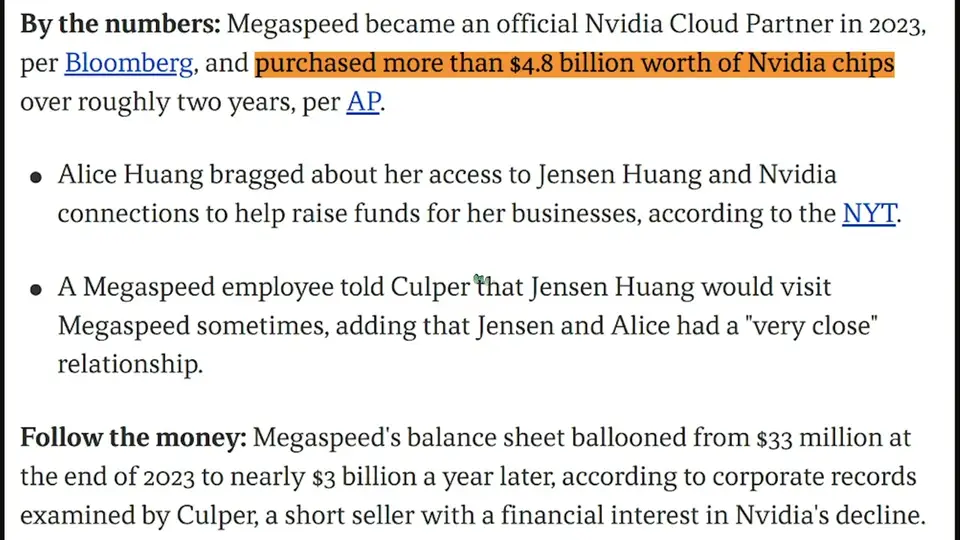 By the numbers: Megaspeed became an official Nvidia Cloud Partner in 2023,
per Bloomberg, and purchased more than $4.8 billion worth of Nvidia chips
over roughly two years, per AP.
• Alice Huang bragged about her access to Jensen Huang and Nvidia
connections to help raise funds for her businesses, according to the NYT.
• A Megaspeed employee told Culper that Jensen Huang would visit
Megaspeed sometimes, adding that Jensen and Alice had a "very close"
relationship.
Follow the money: Megaspeed's balance sheet ballooned from $33 million at
the end of 2023 to nearly $3 billion a year later, according to corporate records
examined by Culper, a short seller with a financial interest in Nvidia's decline.